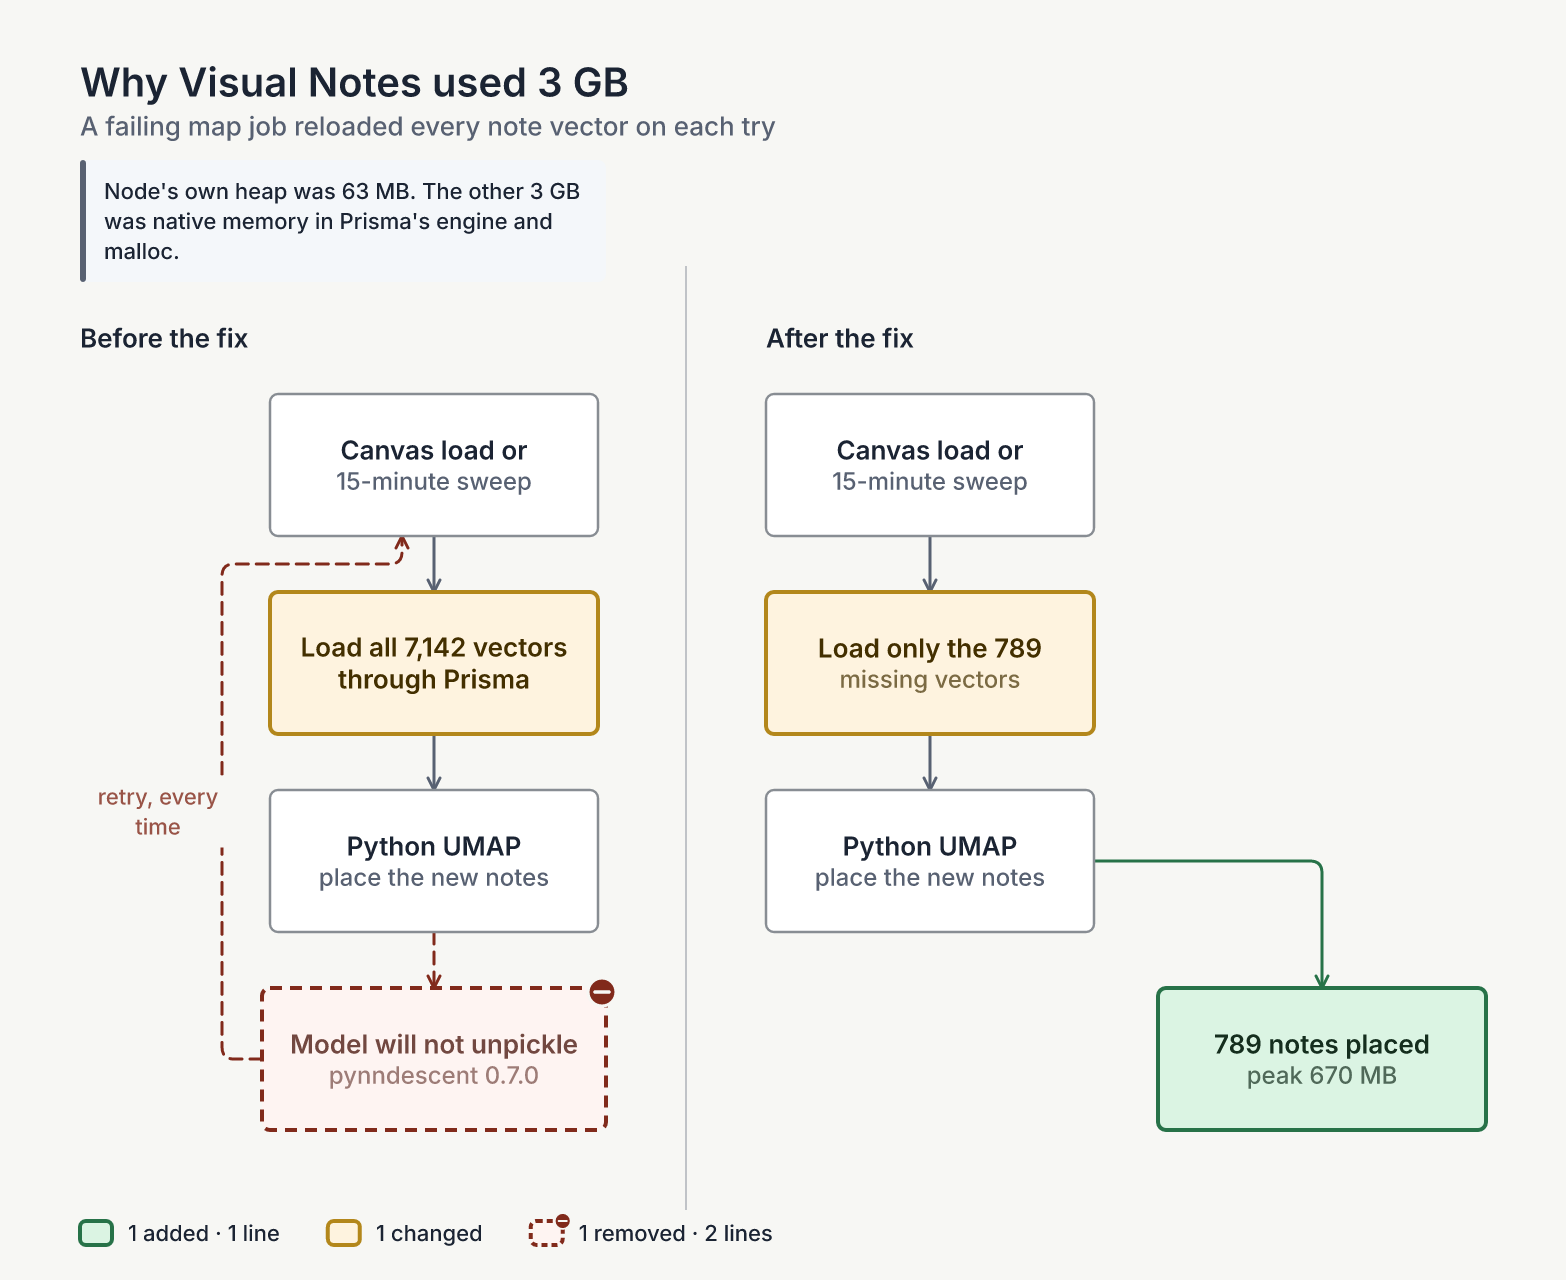 Why Visual Notes used 3 GB
A failing map job reloaded every note vector on each try
Node's own heap was 63 MB. The other 3 GB
was native memory in Prisma's engine and
malloc.
Before the fix
Canvas load or
15-minute sweep
Load all 7,142 vectors
through Prisma
retry, every
time
Python UMAP
place the new notes
Model will not unpickle
pynndescent 0.7.0
After the fix
Canvas load or
15-minute sweep
Load only the 789
missing vectors
Python UMAP
place the new notes
789 notes placed
peak 670 MB
1 added · 1 line
1 changed
1 removed · 2 lines